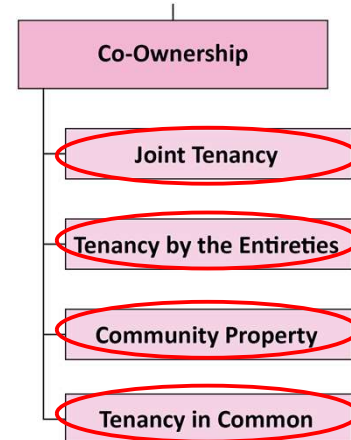 Co-Ownership
Joint Tenancy
Tenancy by the Entireties
Community Property
Tenancy in Common